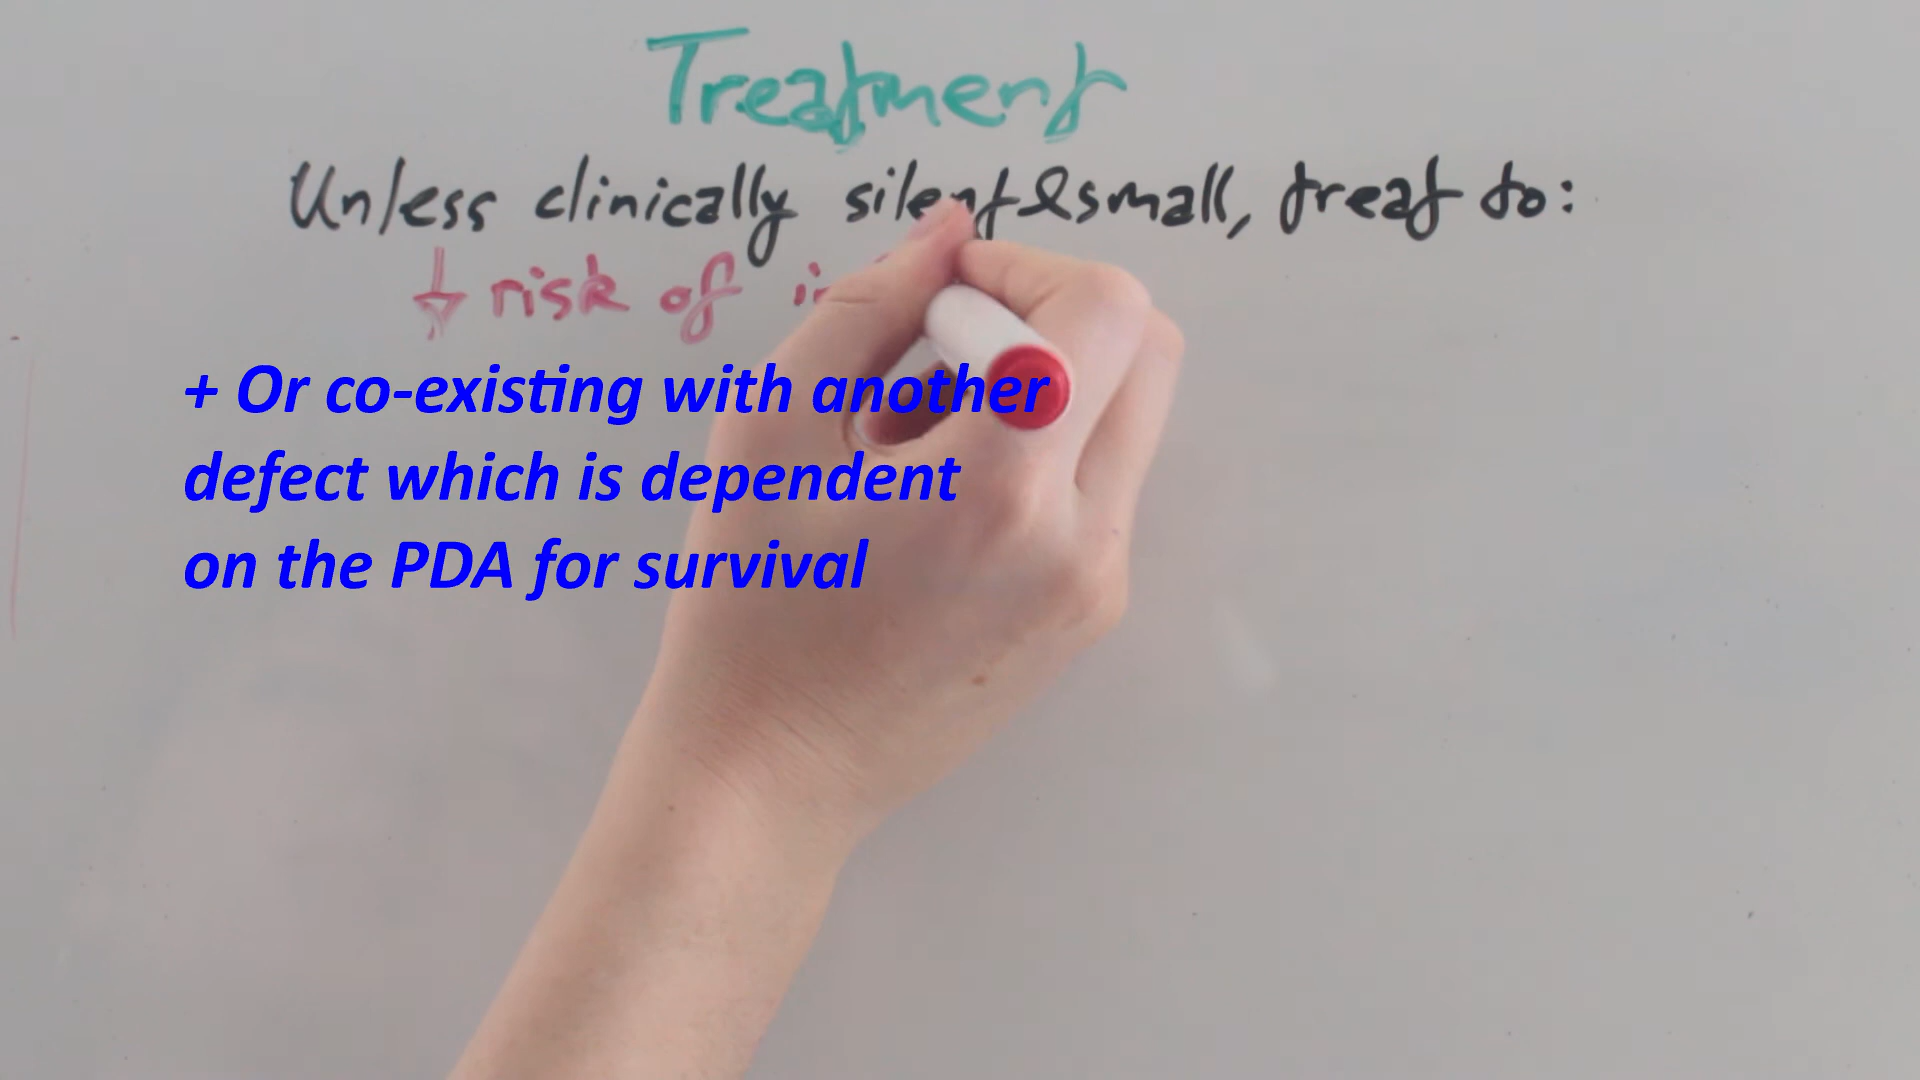 Treatment
Unless clinically silent & small, treat to:
↓ risk of
+ Or co-existing with another
defect which is dependent
on the PDA for survival